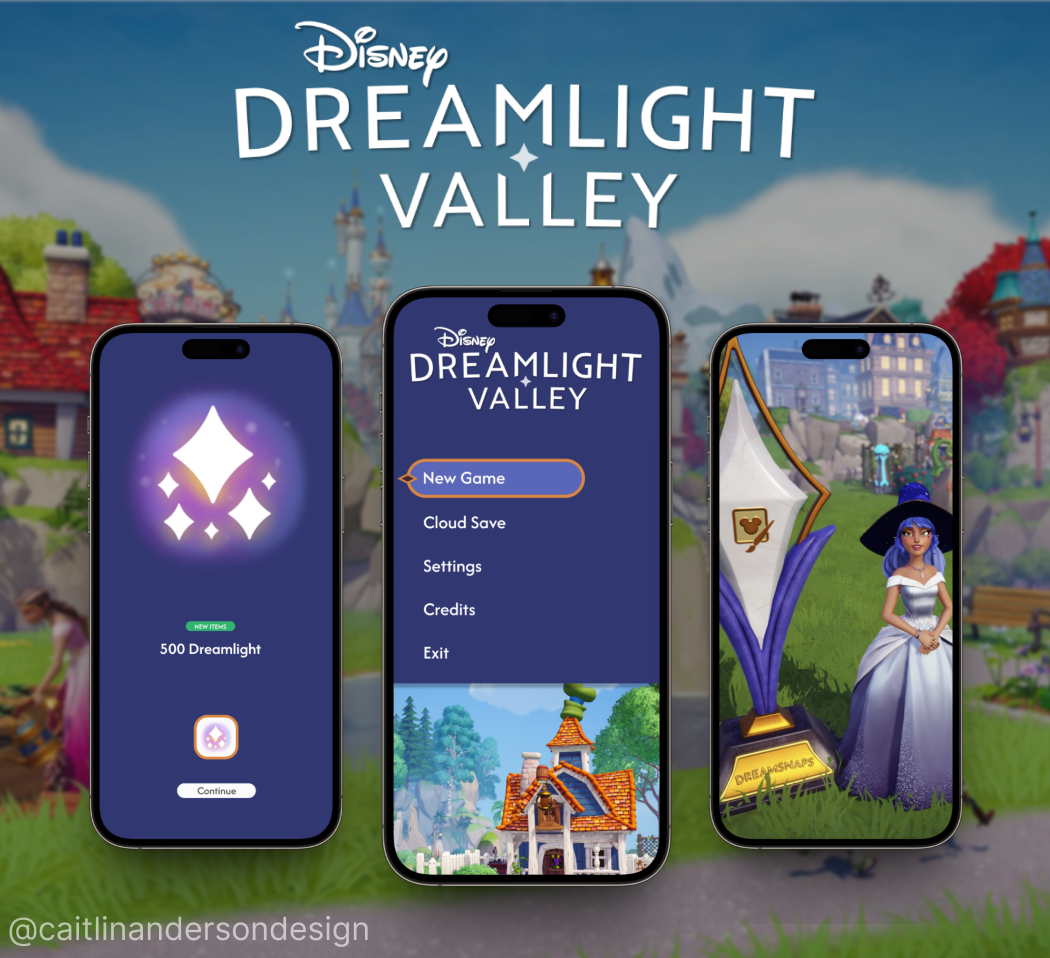 Disney
DREAMLIGHT
VALLEY
NEW ITEMS
500 Dreamlight
Continue
Disney
DREAMLIGHT
VALLEY
New Game
Cloud Save
Settings
Credits
Exit
DREAMSNAPS
@caitlinandersondesign